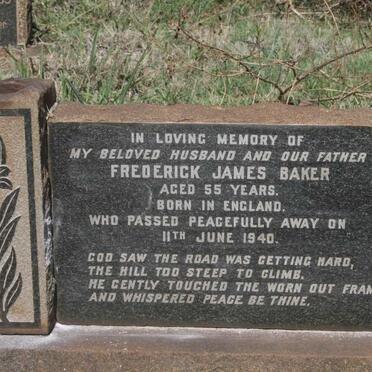 IN LOVING MEMORY OF
MY BELOVED HUSBAND AND OUR FATHER
FREDERICK JAMES BAKER
AGED 55 YEARS.
BORN IN ENGLAND.
WHO PASSED PEACEFULLY AWAY ON
11TH JUNE 1940.
GOD SAW THE ROAD WAS GETTING HARD,
THE HILL TOO STEEP TO CLIMB.
HE GENTLY TOUCHED THE WORN OUT FRAM
AND WHISPERED PEACE BE THINE.